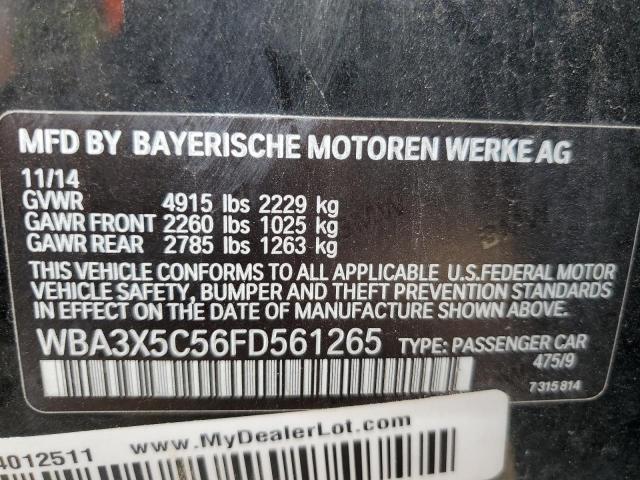 MFD BY BAYERISCHE MOTOREN WERKE AG
11/14
GVWR 4915 lbs 2229 kg
GAWR FRONT 2260 lbs 1025 kg
GAWR REAR 2785 lbs 1263 kg
THIS VEHICLE CONFORMS TO ALL APPLICABLE U.S.FEDERAL MOTOR
VEHICLE SAFETY, BUMPER AND THEFT PREVENTION STANDARDS
IN EFFECT ON THE DATE OF MANUFACTURE SHOWN ABOVE.
WBA3X5C56FD561265 TYPE: PASSENGER CAR
475/9
7315814
4012511 www.MyDealerLot.com